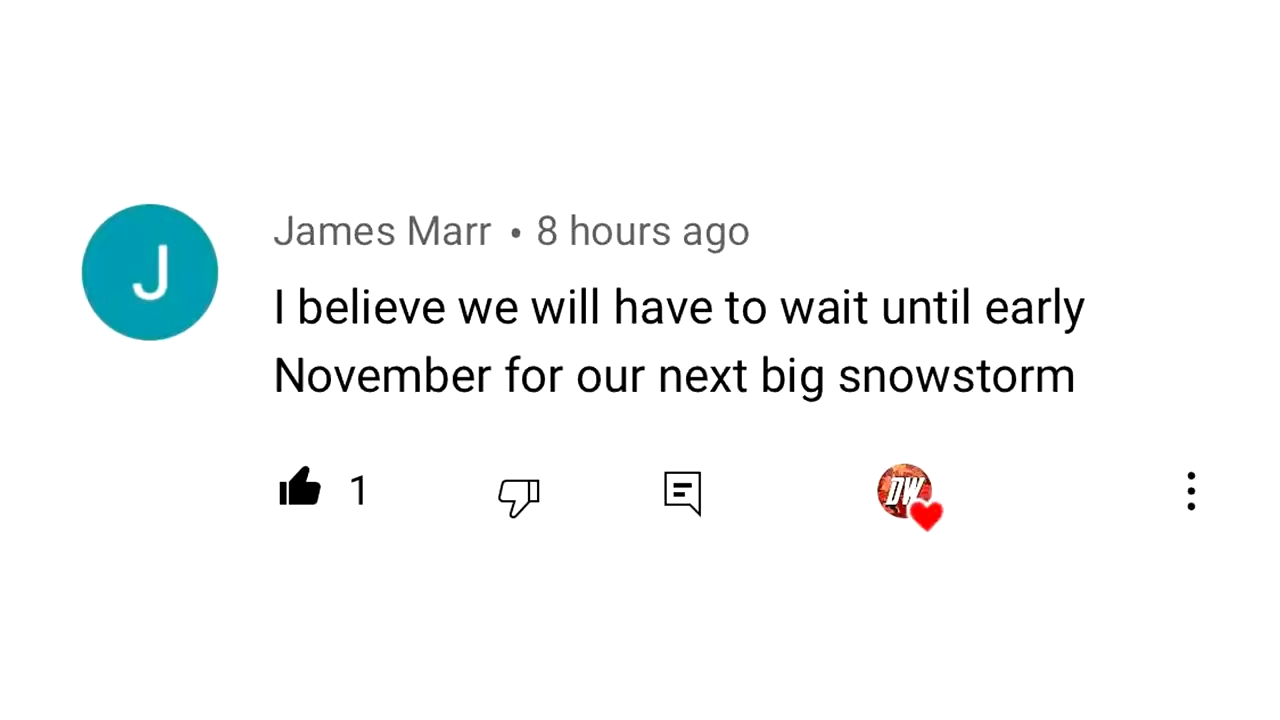 J
James Marr • 8 hours ago
I believe we will have to wait until early
November for our next big snowstorm
1
DW